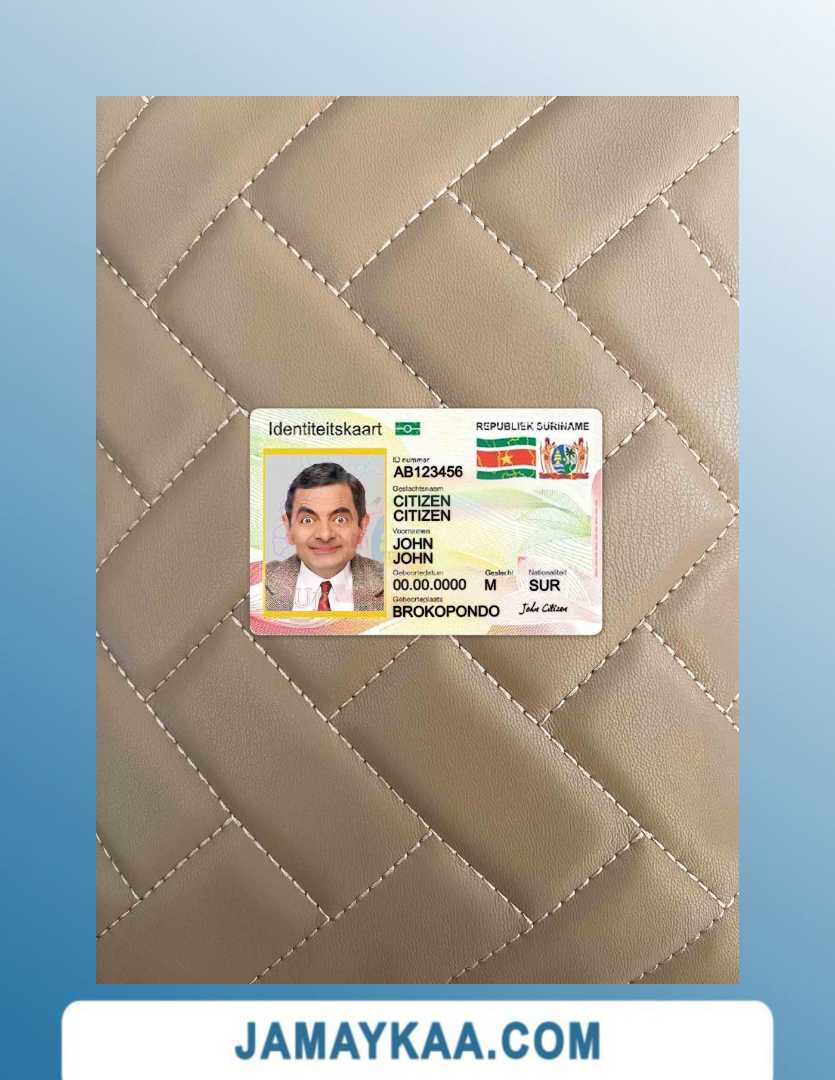 Identiteitskaart
REPUBLIEK SURINAME
ID nummer
AB123456
Geslachtsnaam
CITIZEN
CITIZEN
Voornamen
JOHN
JOHN
Geboortedatum Geslacht Nationaliteit
00.00.0000 M SUR
Geboorteplaats
BROKOPONDO John Citizen
JAMAYKAA.COM